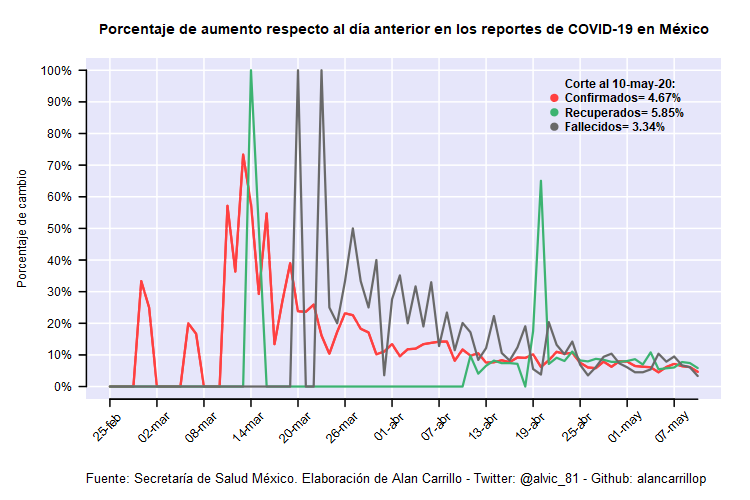 Porcentaje de aumento respecto al día anterior en los reportes de COVID-19 en México
Corte al 10-may-20:
Confirmados= 4.67%
Recuperados= 5.85%
Fallecidos= 3.34%
Porcentaje de cambio
100%
90%
80%
70%
60%
50%
40%
30%
20%
10%
0%
25-feb
02-mar
08-mar
14-mar
20-mar
26-mar
01-abr
07-abr
13-abr
19-abr
25-abr
01-may
07-may
Fuente: Secretaría de Salud México. Elaboración de Alan Carrillo - Twitter: @alvic_81 - Github: alancarrillop